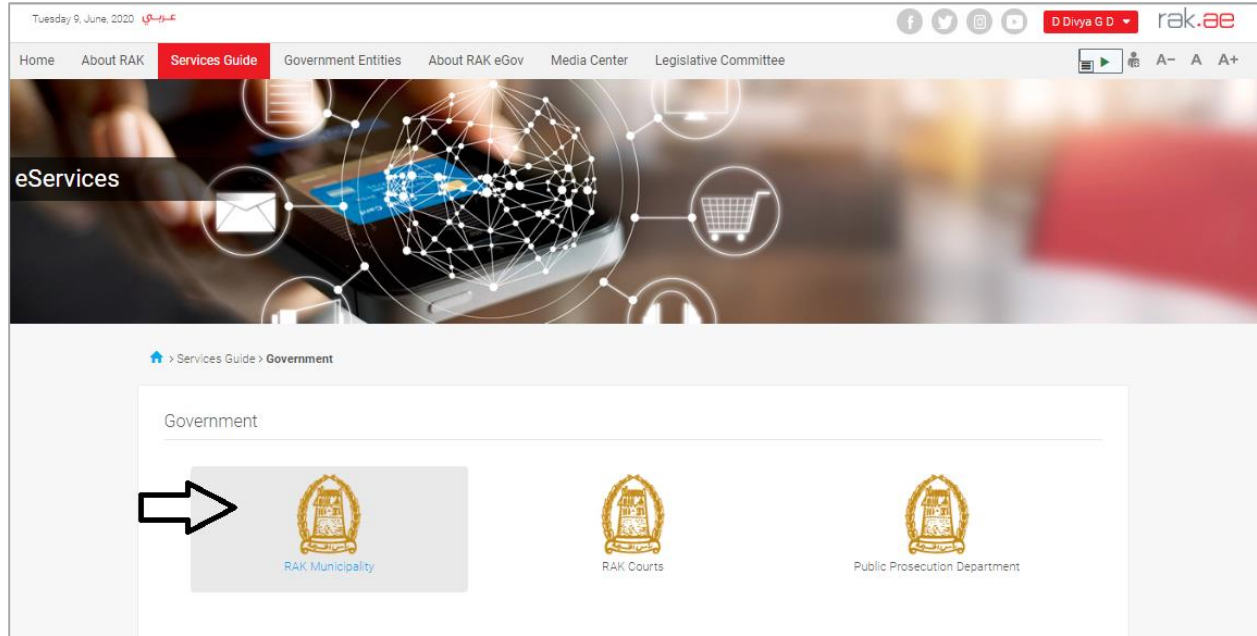 Tuesday 9, June, 2020 عـربـي
D Divya G D
rak.ae
Home About RAK Services Guide Government Entities About RAK eGov Media Center Legislative Committee
A− A A+
eServices
> Services Guide > Government
Government
RAK Municipality
RAK Courts
Public Prosecution Department